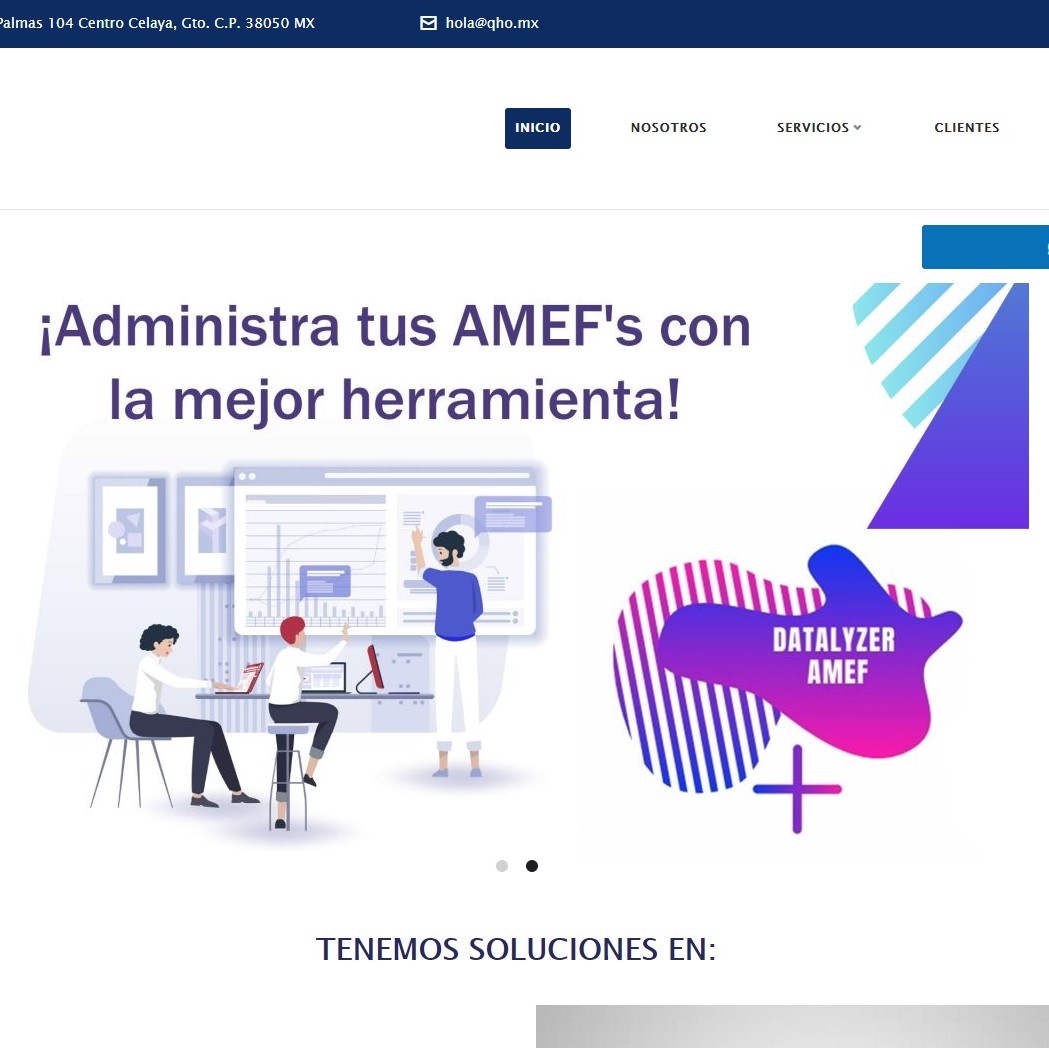 Palmas 104 Centro Celaya, Gto. C.P. 38050 MX
hola@qho.mx
INICIO
NOSOTROS
SERVICIOS
CLIENTES
¡Administra tus AMEF's con
la mejor herramienta!
DATALYZER
AMEF
TENEMOS SOLUCIONES EN: